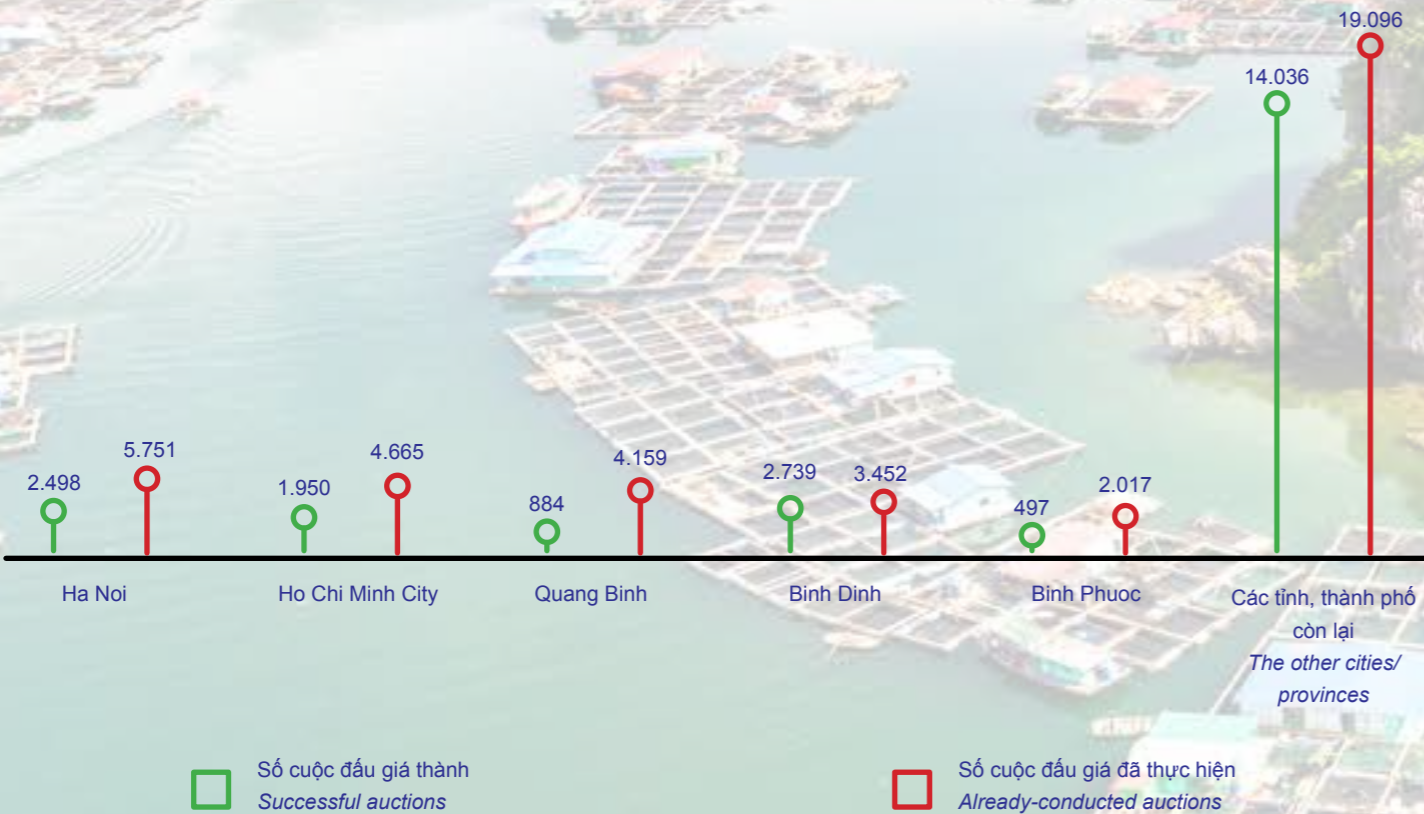 19.096
14.036
5.751
2.498
4.665
1.950
4.159
884
2.739
3.452
497
2.017
Ha Noi
Ho Chi Minh City
Quang Binh
Binh Dinh
Binh Phuoc
Các tỉnh, thành phố
còn lại
The other cities/
provinces
Số cuộc đấu giá thành
Successful auctions
Số cuộc đấu giá đã thực hiện
Already-conducted auctions